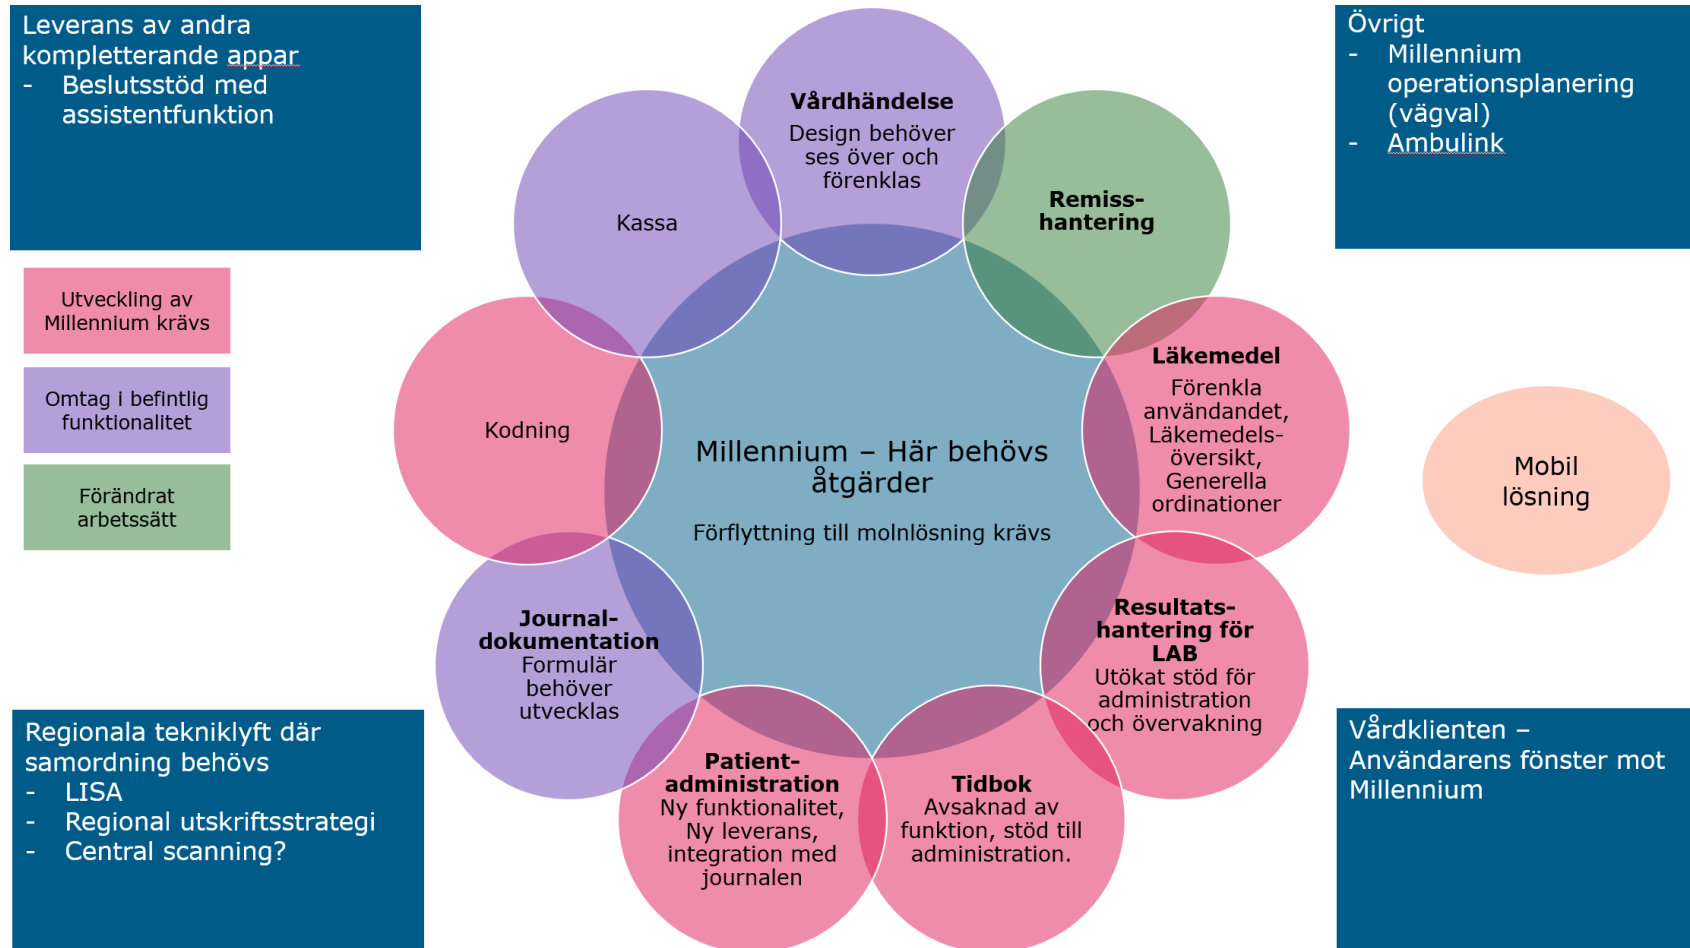 Leverans av andra
kompletterande appar
- Beslutsstöd med
assistentfunktion
Övrigt
- Millennium
operationsplanering
(vägval)
- Ambulink
Utveckling av
Millennium krävs
Omtag i befintlig
funktionalitet
Förändrat
arbetssätt
Vårdhändelse
Design behöver
ses över och
förenklas
Remiss-
hantering
Läkemedel
Förenkla
användandet,
Läkemedels-
översikt,
Generella
ordinationer
Resultats-
hantering för
LAB
Utökat stöd för
administration
och övervakning
Tidbok
Avsaknad av
funktion, stöd till
administration.
Patient-
administration
Ny funktionalitet,
Ny leverans,
integration med
journalen
Journal-
dokumentation
Formulär
behöver
utvecklas
Kodning
Kassa
Millennium – Här behövs
åtgärder
Förflyttning till molnlösning krävs
Mobil
lösning
Regionala tekniklyft där
samordning behövs
- LISA
- Regional utskriftsstrategi
- Central scanning?
Vårdklienten –
Användarens fönster mot
Millennium